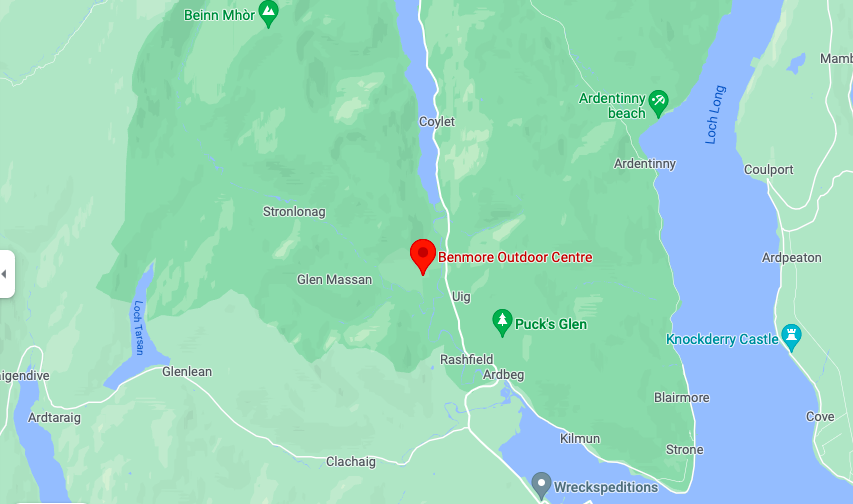 Beinn Mhòr
Ardentinny
beach
Loch Long
Mamb
Coylet
Ardentinny
Coulport
Stronlonag
Benmore Outdoor Centre
Ardpeaton
Glen Massan
Uig
Loch Tarsan
Puck's Glen
Knockderry Castle
Rashfield
Glenlean
Ardbeg
aigendive
Blairmore
Ardtaraig
Cove
Kilmun
Strone
Clachaig
Wreckspeditions